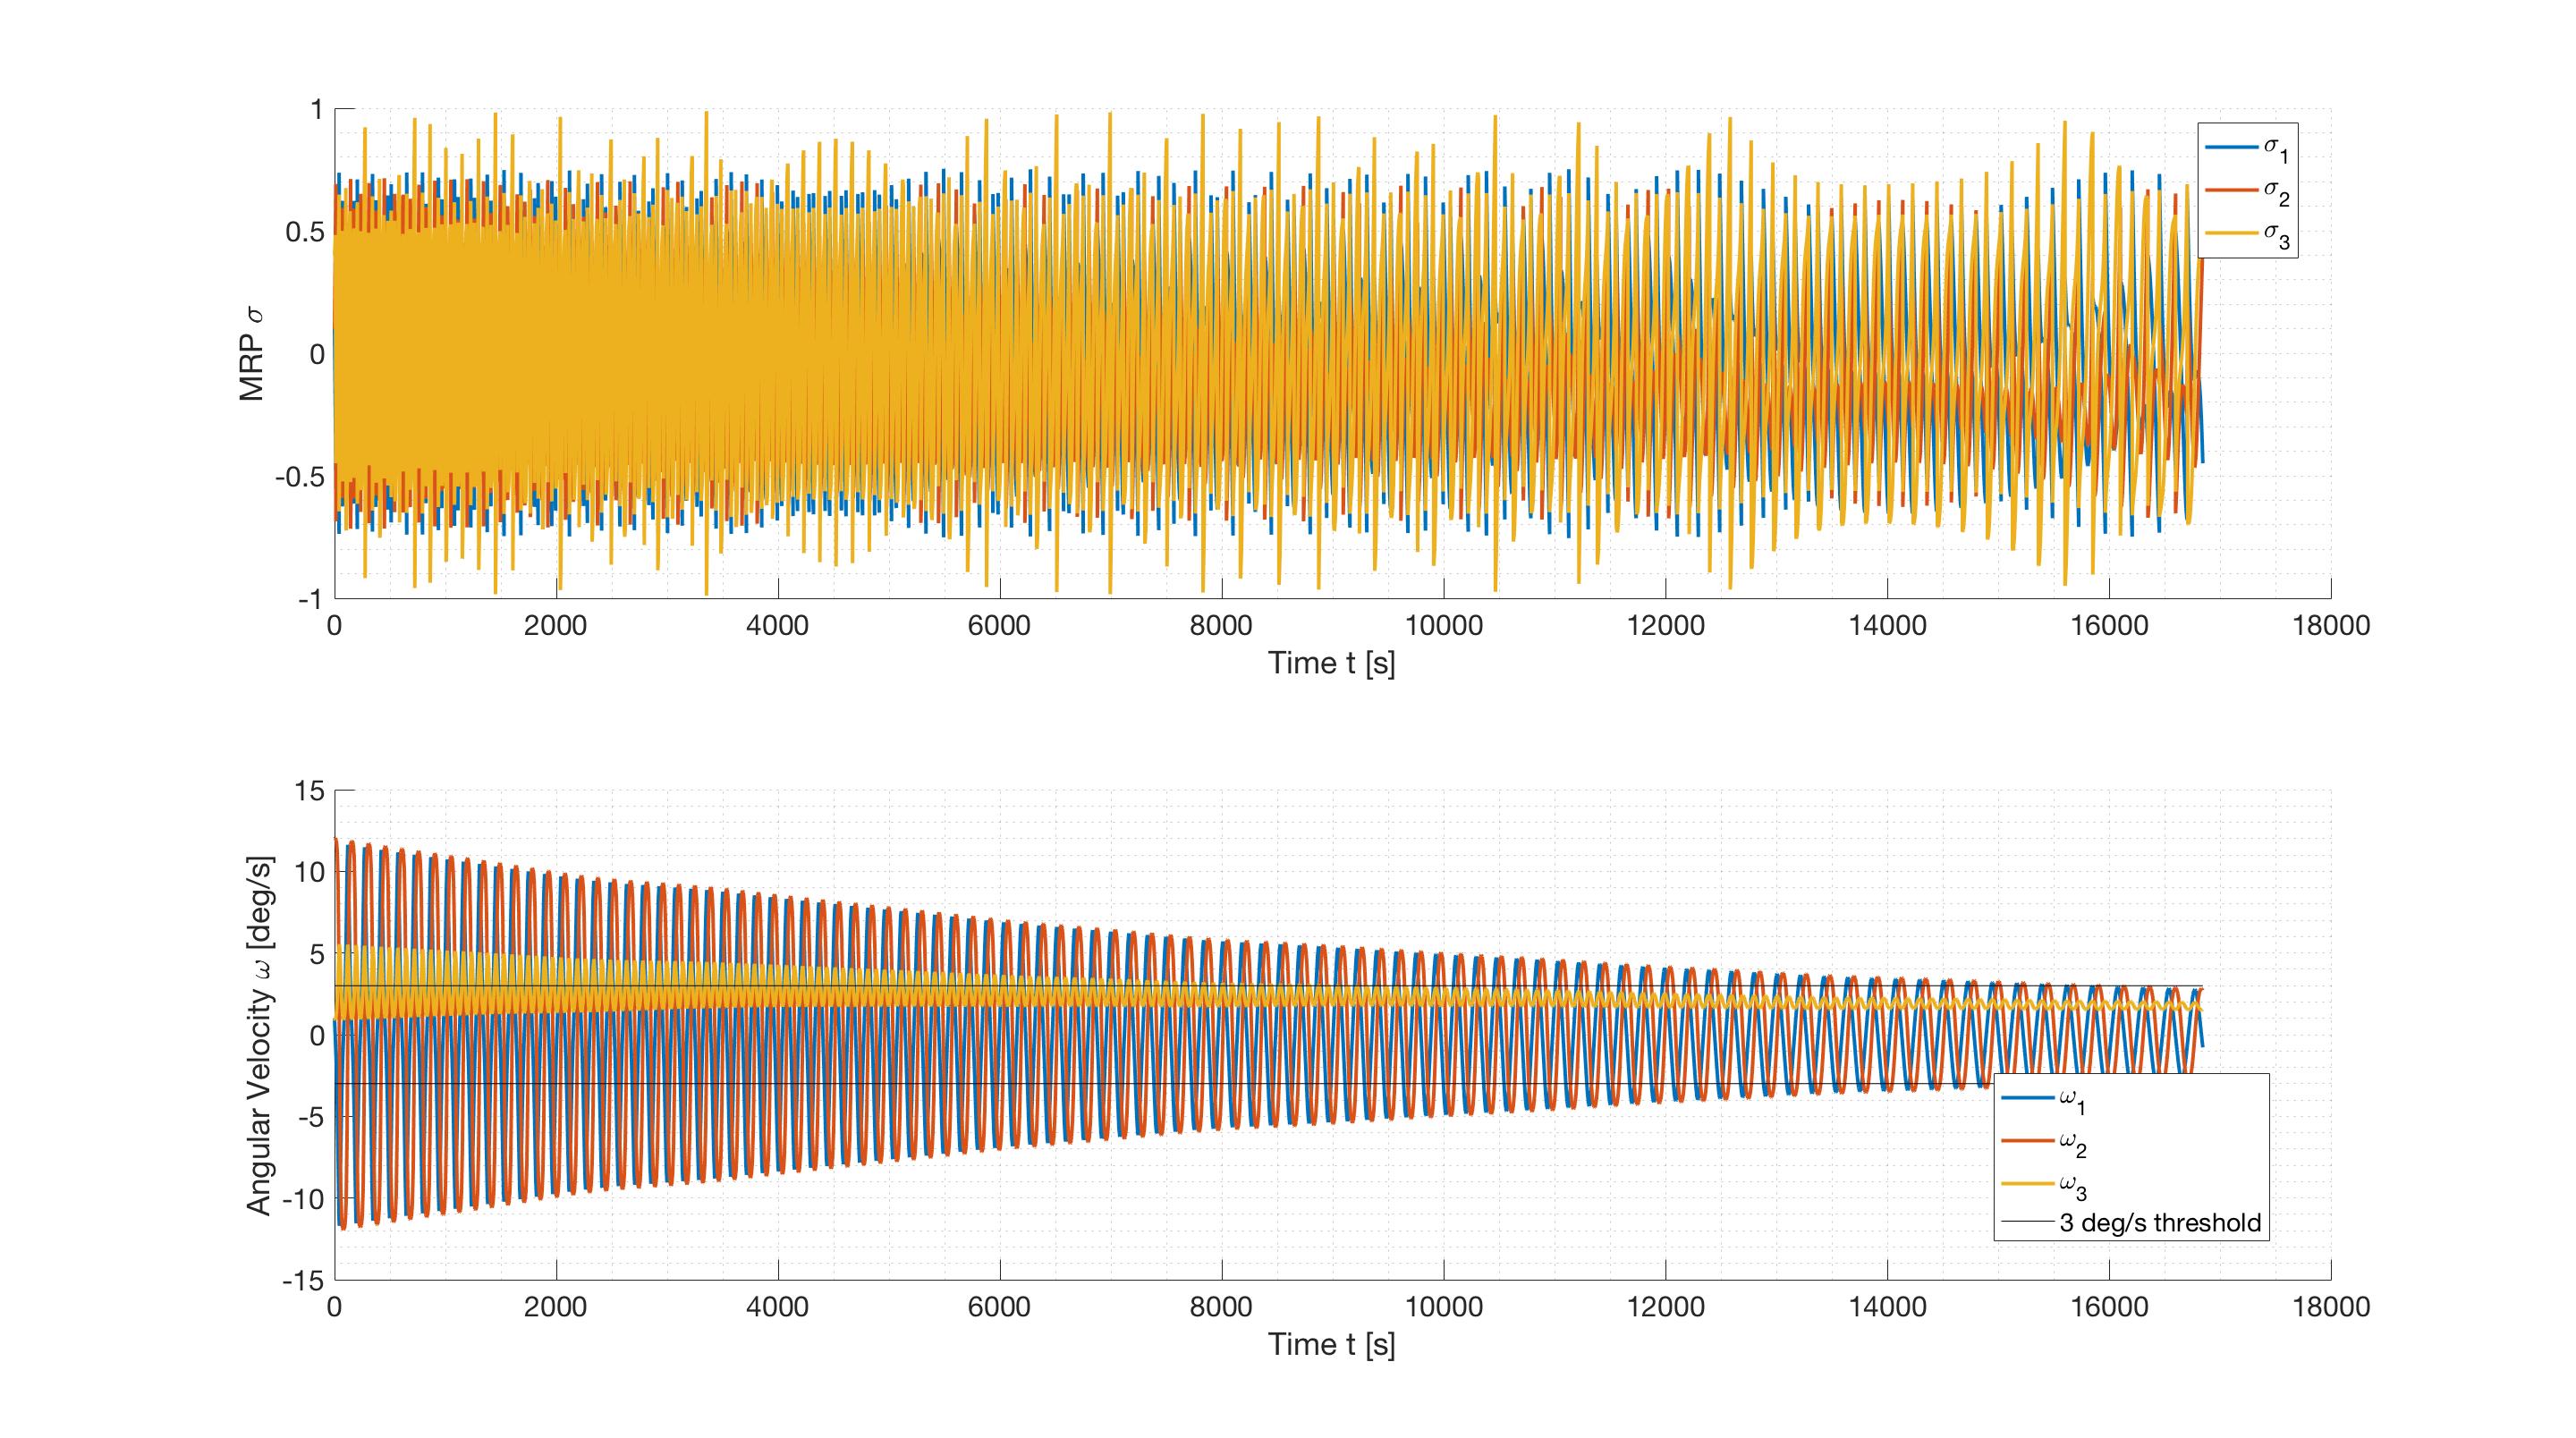 1
0.5
0
-0.5
-1
MRP σ
0 2000 4000 6000 8000 10000 12000 14000 16000 18000
Time t [s]
σ1
σ2
σ3
15
10
5
0
-5
-10
-15
Angular Velocity ω [deg/s]
0 2000 4000 6000 8000 10000 12000 14000 16000 18000
Time t [s]
ω1
ω2
ω3
3 deg/s threshold